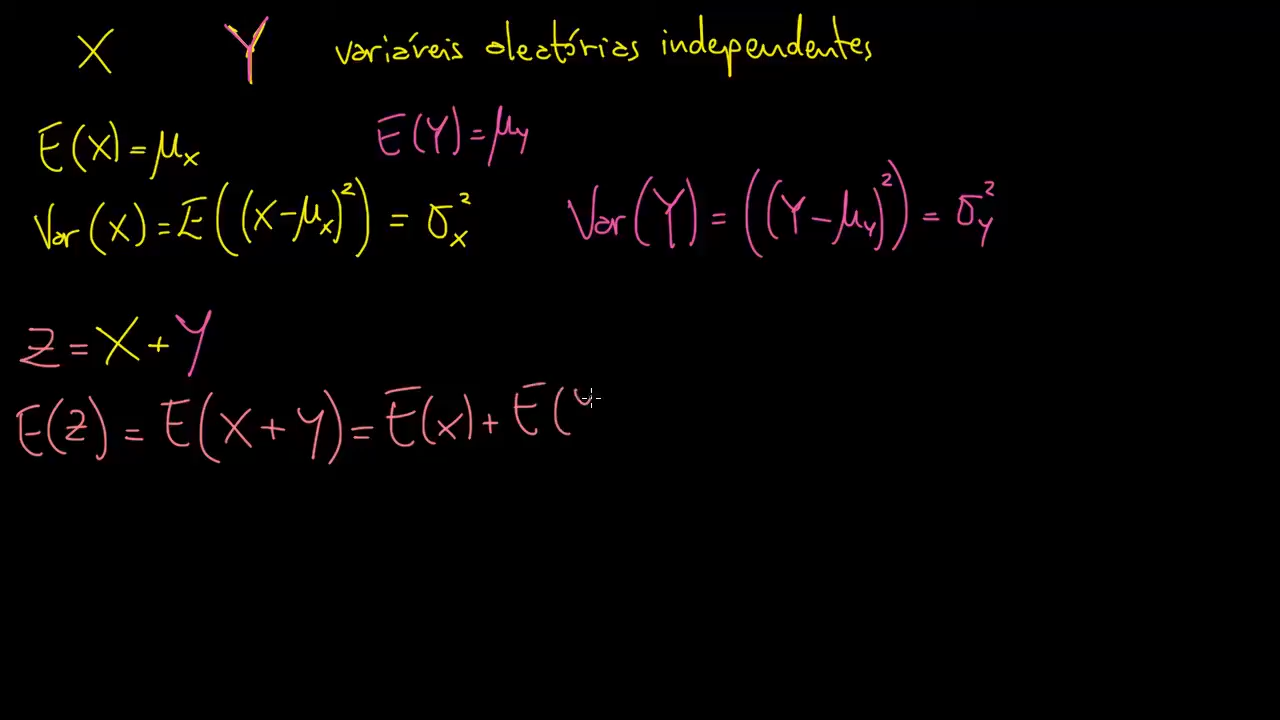 X Y variáveis aleatórias independentes
E(X)=μx E(Y)=μY
Var(X)=E((X-μx)²)=σx² Var(Y)=((Y-μY)²)=σY²
Z=X+Y
E(Z)=E(X+Y)=E(x)+E(Y